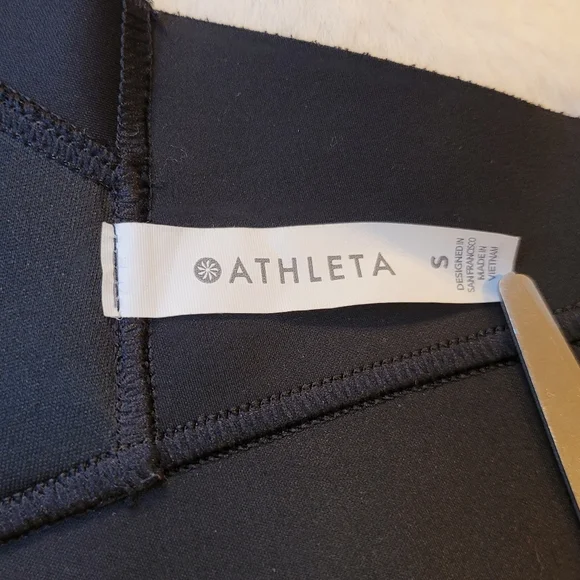 ATHLETA
S
DESIGNED IN
SAN FRANCISCO
MADE IN
VIETNAM